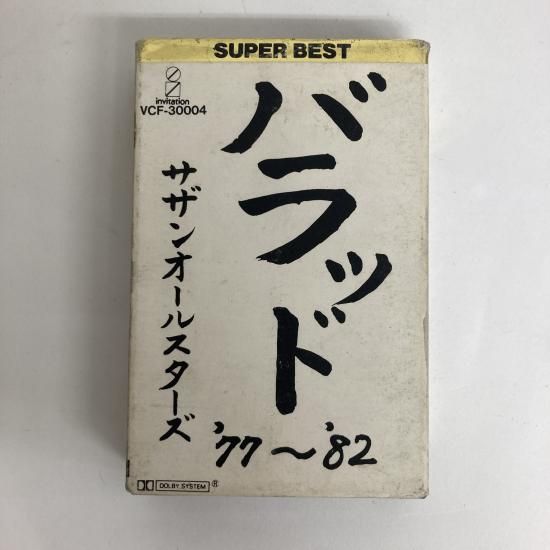 SUPER BEST
invitation
VCF-30004
バラッド
'77~'82
サザンオールスターズ
DOLBY SYSTEM ®